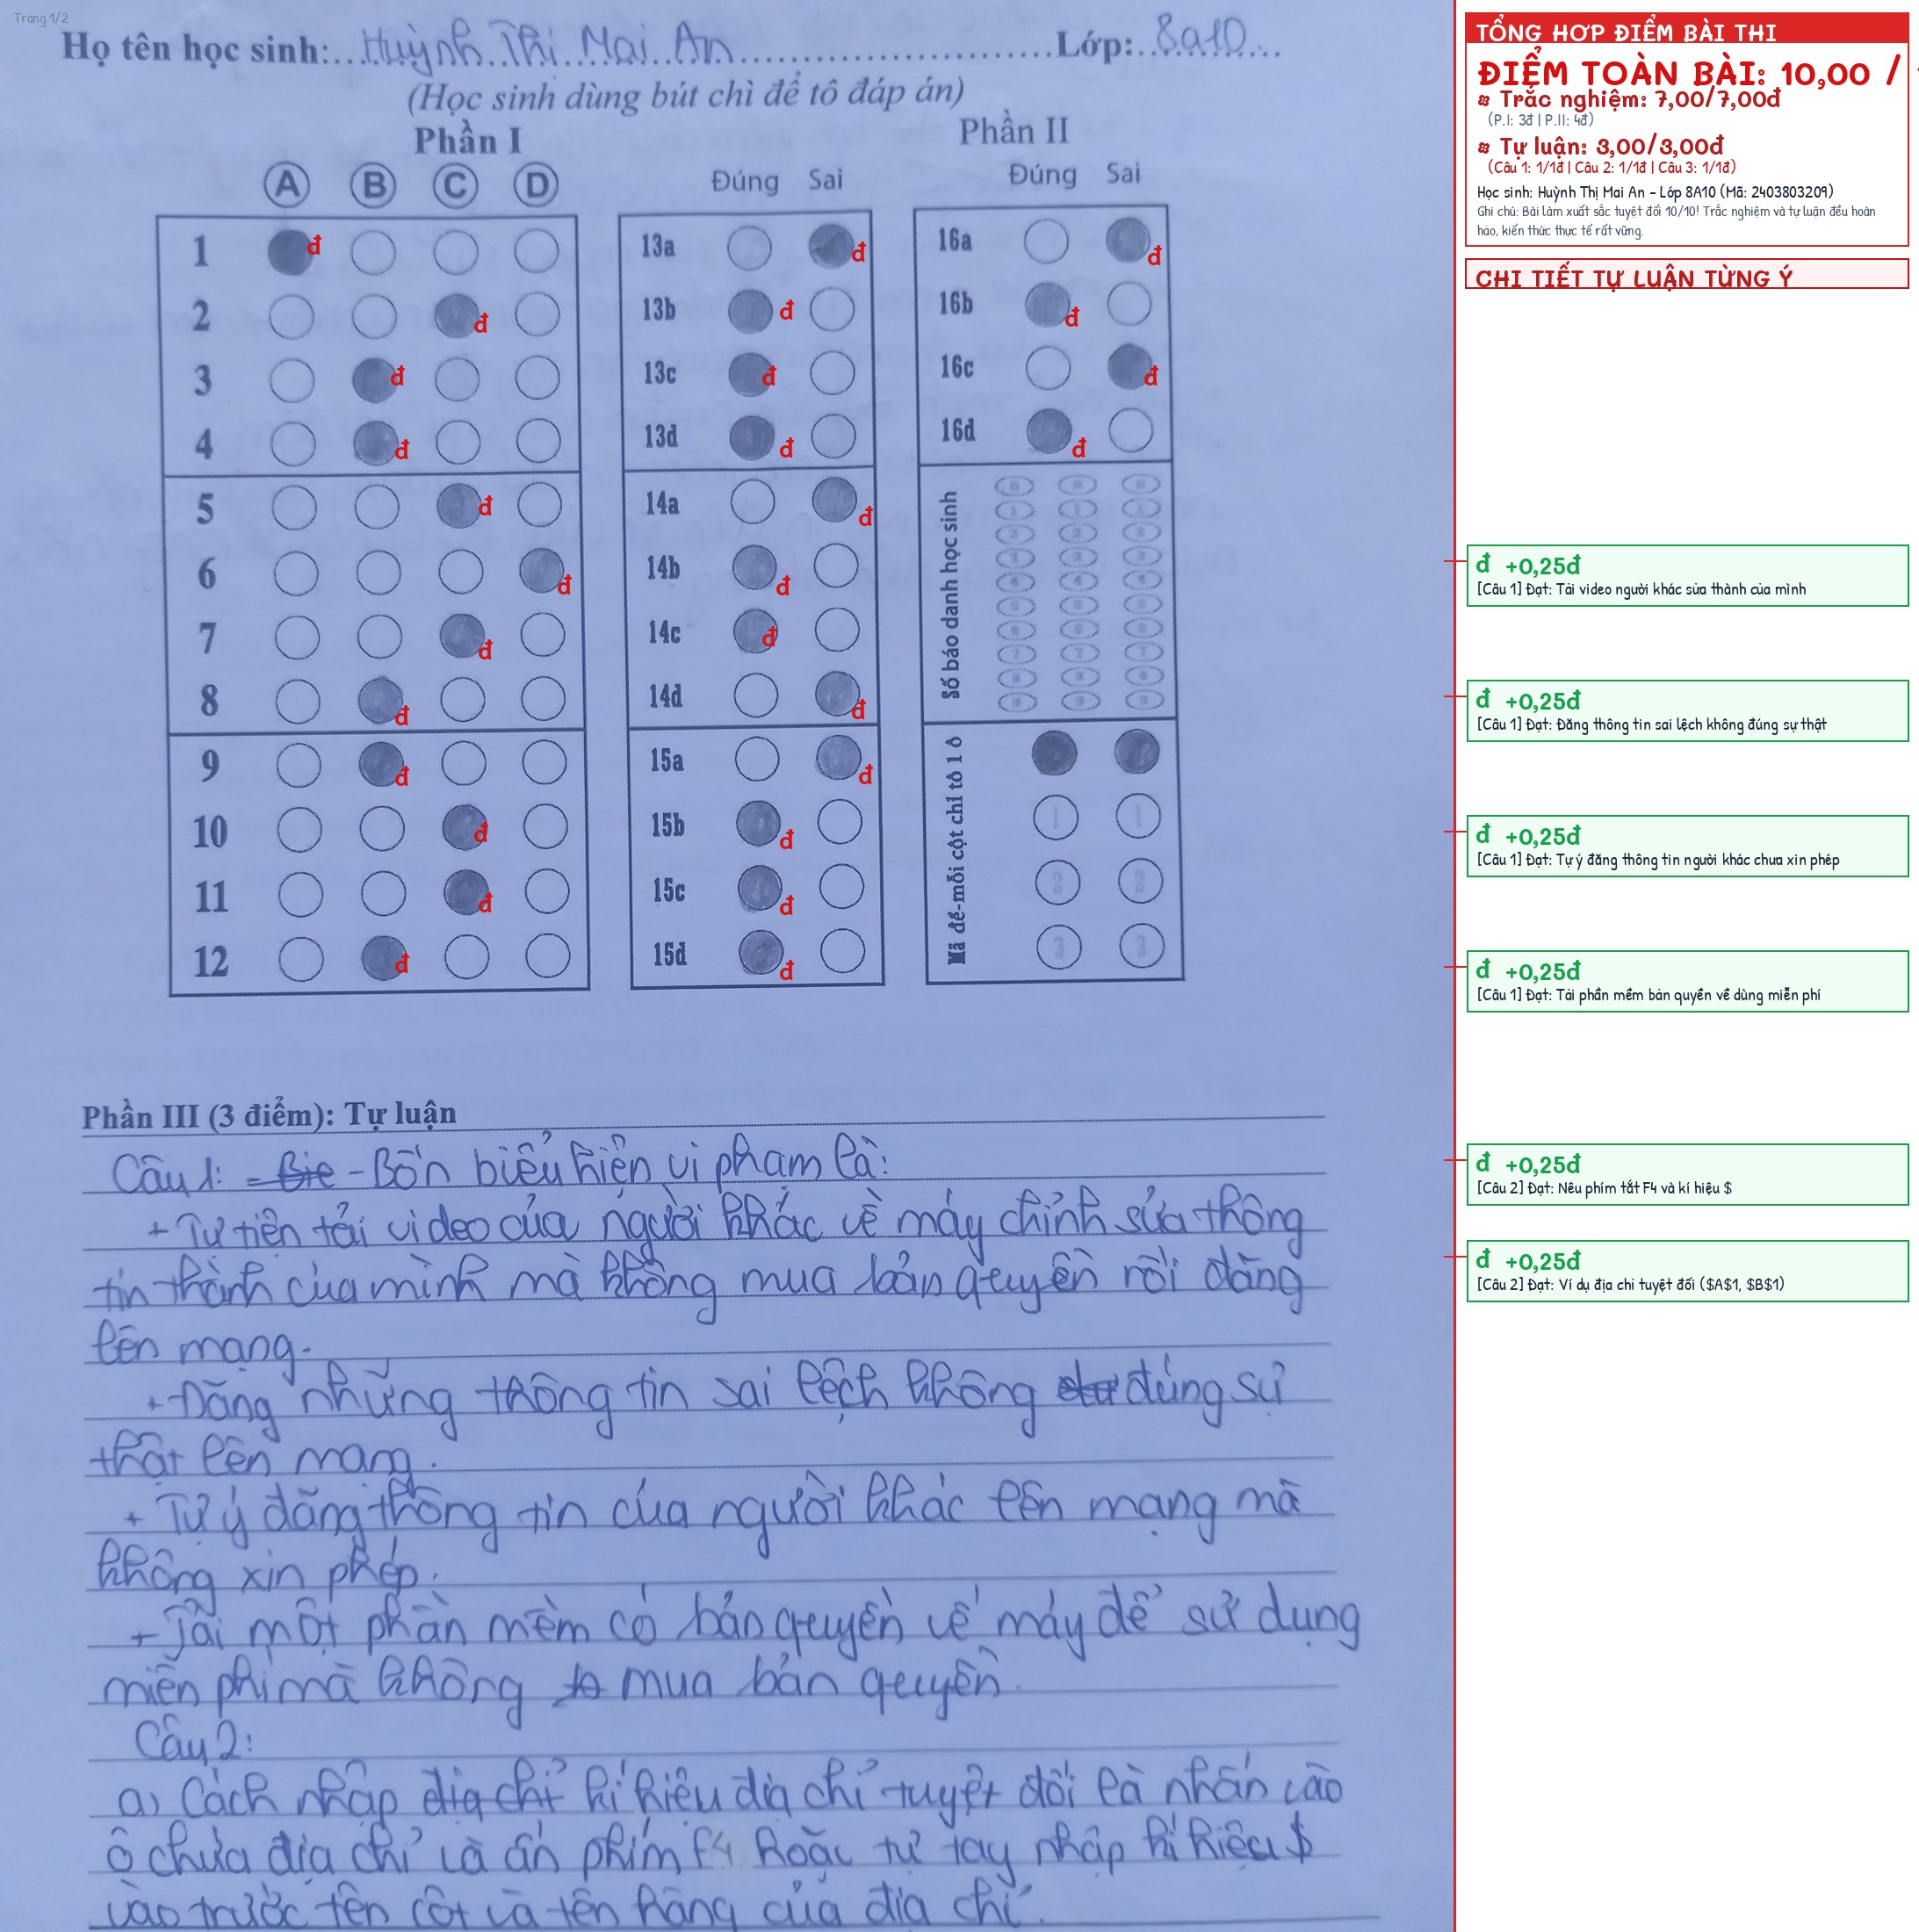 Trang 1/2
Họ tên học sinh:...Huỳnh Thị Mai An...Lớp:..8a10...
(Học sinh dùng bút chì để tô đáp án)
Phần I
Phần II
A B C D
Đúng Sai
Đúng Sai
1 đ
2 đ
3 đ
4 đ
5 đ
6 đ
7 đ
8 đ
9 đ
10 đ
11 đ
12 đ
13a đ
13b đ
13c đ
13d đ
14a đ
14b đ
14c đ
14d đ
15a đ
15b đ
15c đ
15d đ
16a đ
16b đ
16c đ
16d đ
Số báo danh học sinh
Mã đề-mỗi cột chỉ tô 1 ô
1 1
2 2
3 3
Phần III (3 điểm): Tự luận
Câu 1: - Bie - Bốn biểu hiện vi phạm là:
+ Tự tiện tải video của người khác về máy chỉnh sửa thông
tin thành của mình mà không mua bản quyền rồi đăng
lên mạng.
+ Đăng những thông tin sai lệch không đúng sự
thật lên mạng.
+ Tự ý đăng thông tin của người khác lên mạng mà
không xin phép.
+ Tải một phần mềm có bản quyền về máy để sử dụng
miễn phí mà không mua bản quyền.
Câu 2:
a) Cách nhập địa chỉ kí hiệu địa chỉ tuyệt đối là nhấn vào
ô chứa địa chỉ và ấn phím F4 hoặc tự tay nhập kí hiệu $
vào trước tên cột và tên hàng của địa chỉ.
TỔNG HỢP ĐIỂM BÀI THI
ĐIỂM TOÀN BÀI: 10,00 /
Trắc nghiệm: 7,00/7,00đ
(P.I: 3đ | P.II: 4đ)
Tự luận: 3,00/3,00đ
(Câu 1: 1/1đ | Câu 2: 1/1đ | Câu 3: 1/1đ)
Học sinh: Huỳnh Thị Mai An - Lớp 8A10 (Mã: 2403803209)
Ghi chú: Bài làm xuất sắc tuyệt đối 10/10! Trắc nghiệm và tự luận đều hoàn
hảo, kiến thức thực tế rất vững.
CHI TIẾT TỰ LUẬN TỪNG Ý
đ +0,25đ
[Câu 1] Đạt: Tải video người khác sửa thành của mình
đ +0,25đ
[Câu 1] Đạt: Đăng thông tin sai lệch không đúng sự thật
đ +0,25đ
[Câu 1] Đạt: Tự ý đăng thông tin người khác chưa xin phép
đ +0,25đ
[Câu 1] Đạt: Tải phần mềm bản quyền về dùng miễn phí
đ +0,25đ
[Câu 2] Đạt: Nêu phím tắt F4 và kí hiệu $
đ +0,25đ
[Câu 2] Đạt: Ví dụ địa chỉ tuyệt đối ($A$1, $B$1)